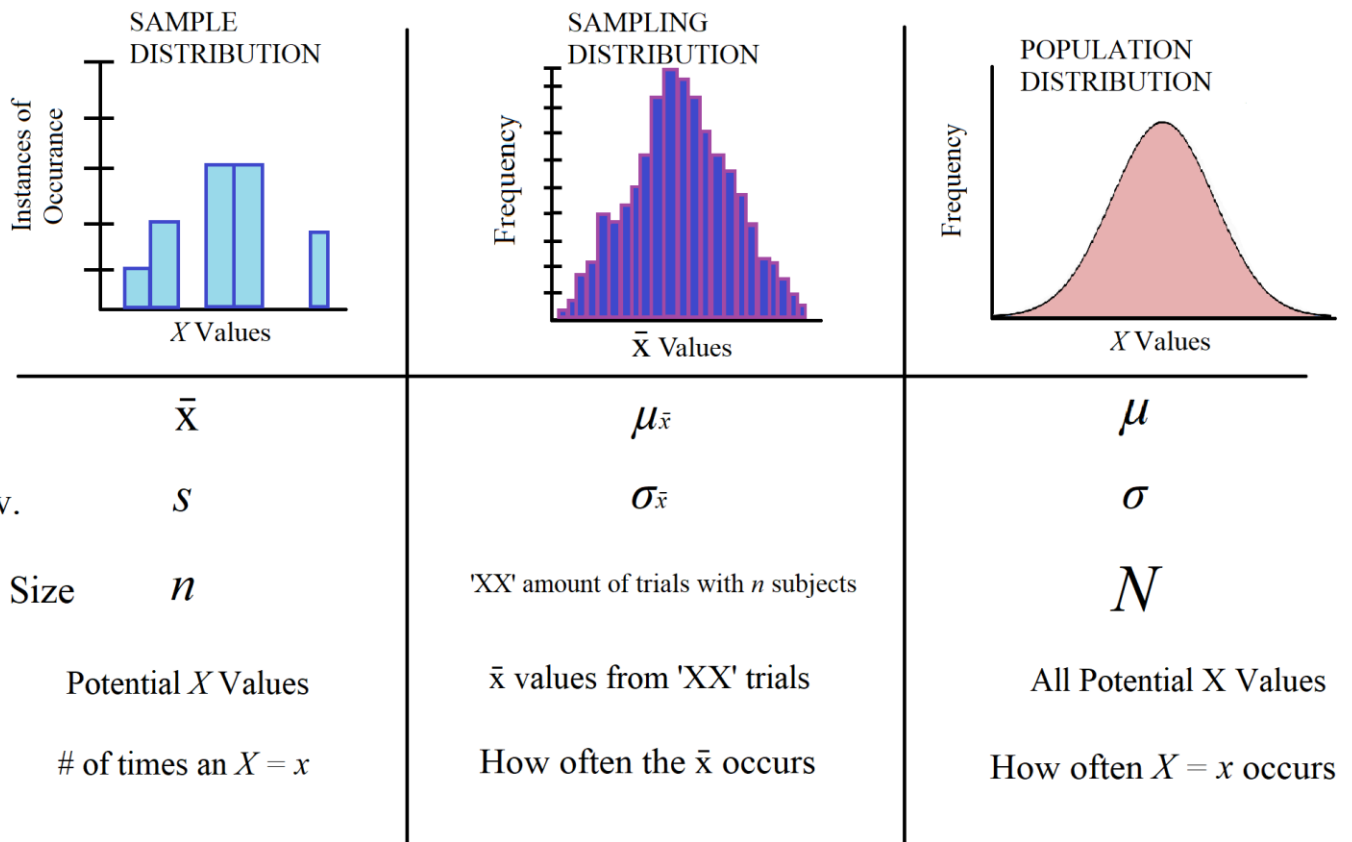 SAMPLE
DISTRIBUTION
Instances of
Occurance
X Values
SAMPLING
DISTRIBUTION
Frequency
x̄ Values
POPULATION
DISTRIBUTION
Frequency
X Values
x̄
μx̄
μ
v.
s
σx̄
σ
Size
n
'XX' amount of trials with n subjects
N
Potential X Values
x̄ values from 'XX' trials
All Potential X Values
# of times an X = x
How often the x̄ occurs
How often X = x occurs